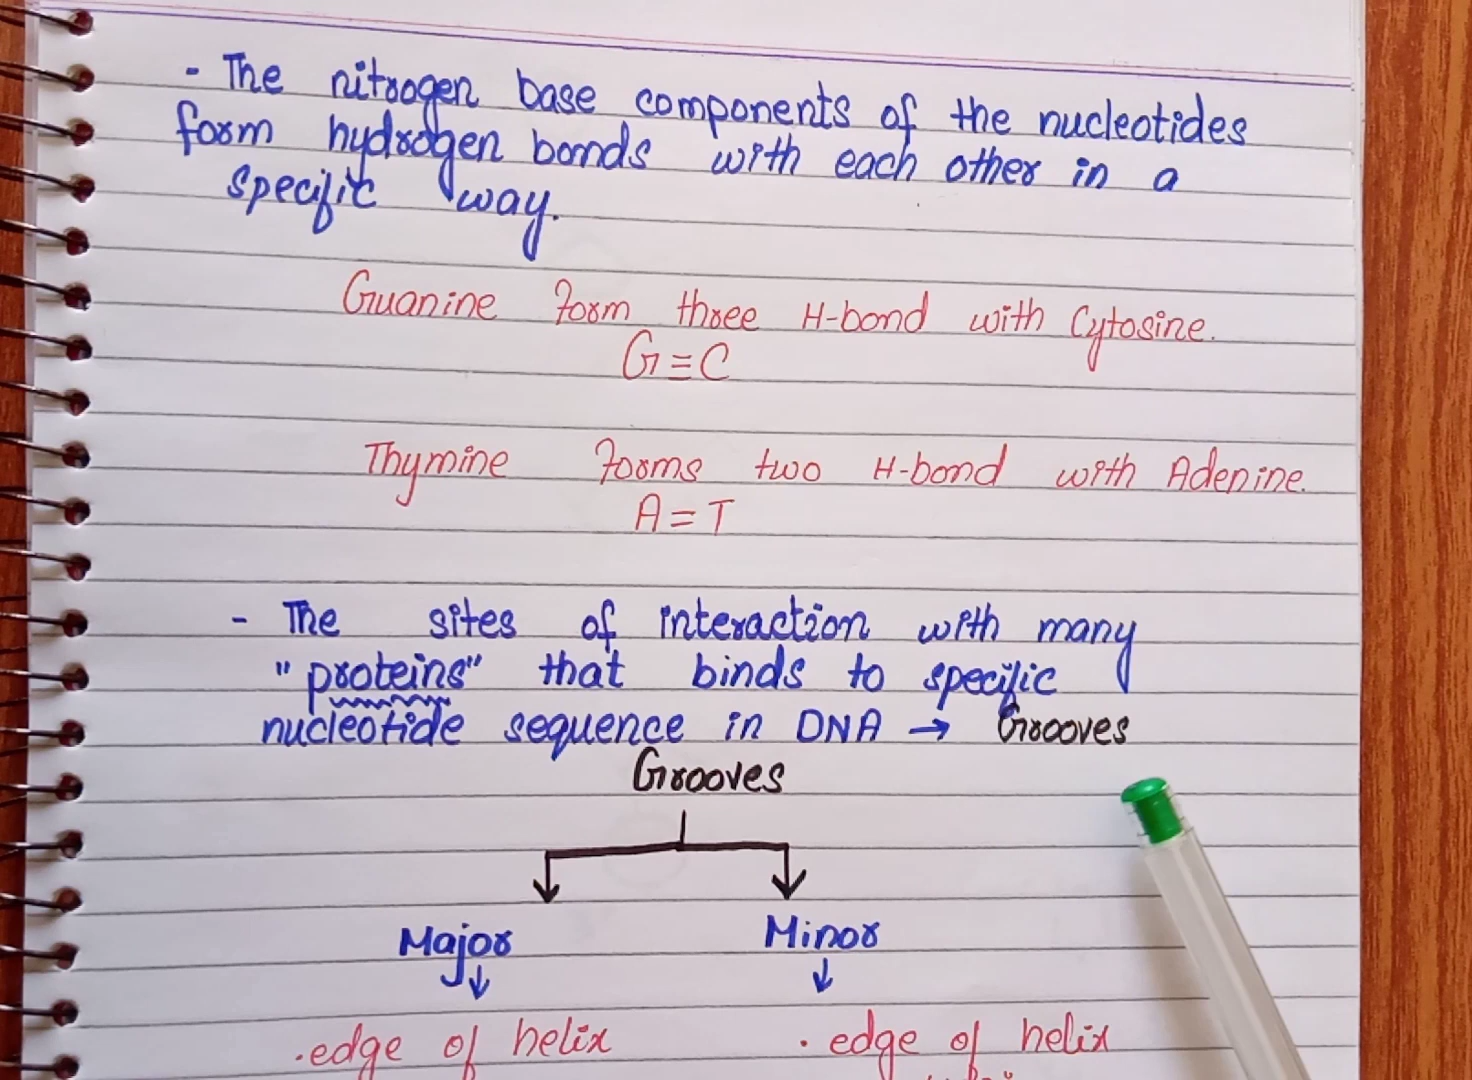 - The nitrogen base components of the nucleotides
form hydrogen bonds with each other in a
specific way.
Guanine form three H-bond with Cytosine.
G≡C
Thymine forms two H-bond with Adenine.
A=T
- The sites of interaction with many
"proteins" that binds to specific
nucleotide sequence in DNA → Grooves
Grooves
Major Minor
.edge of helix . edge of helix